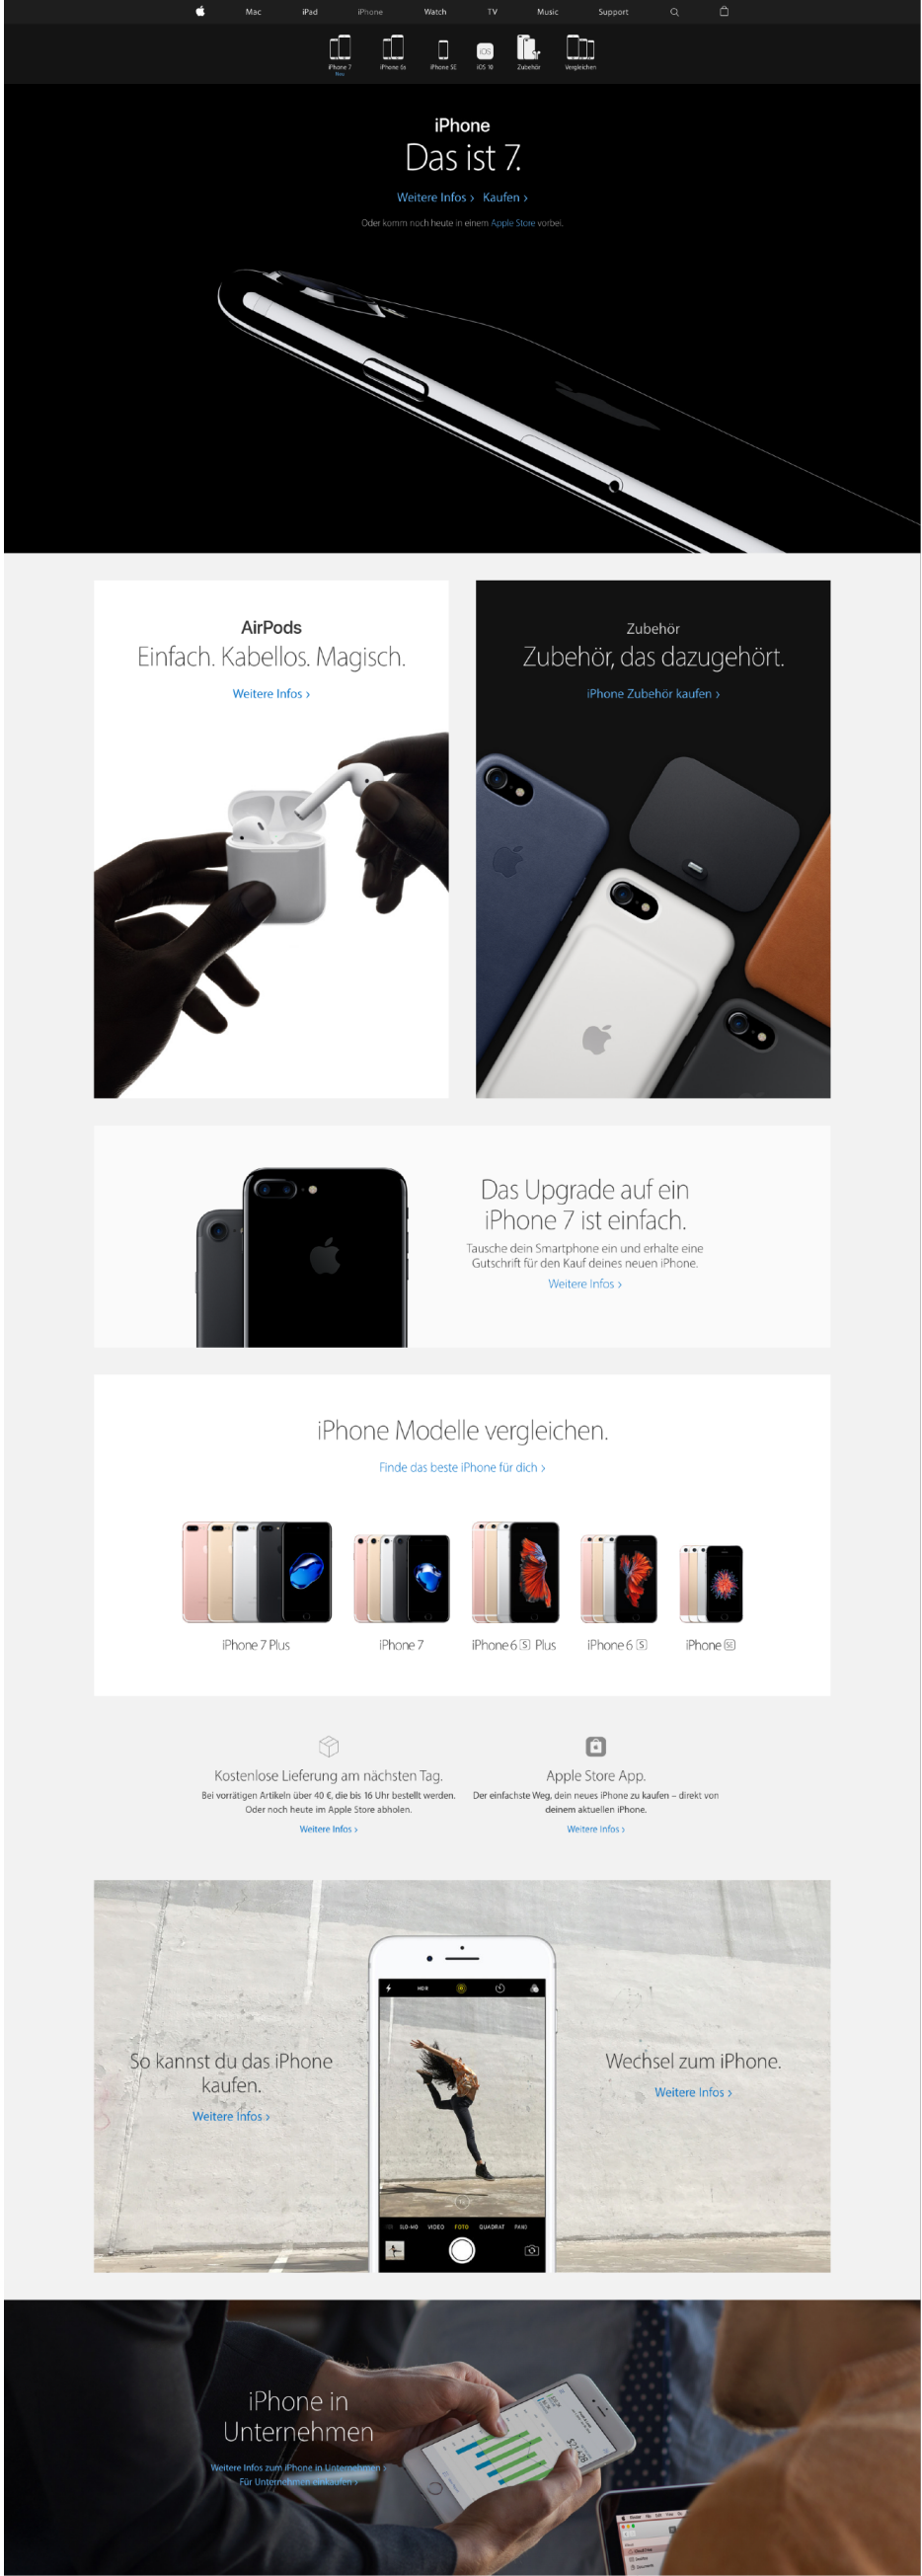 Mac
iPad
iPhone
Watch
TV
Music
Support
iPhone 7
Neu
iPhone 6s
iPhone SE
iOS
iOS 10
Zubehör
Vergleichen
iPhone
Das ist 7.
Weitere Infos › Kaufen ›
Oder komm noch heute in einem Apple Store vorbei.
AirPods
Einfach. Kabellos. Magisch.
Weitere Infos ›
Zubehör
Zubehör, das dazugehört.
iPhone Zubehör kaufen ›
Das Upgrade auf ein
iPhone 7 ist einfach.
Tausche dein Smartphone ein und erhalte eine
Gutschrift für den Kauf deines neuen iPhone.
Weitere Infos ›
iPhone Modelle vergleichen.
Finde das beste iPhone für dich ›
iPhone 7 Plus
iPhone 7
iPhone 6 S Plus
iPhone 6 S
iPhone SE
Kostenlose Lieferung am nächsten Tag.
Bei vorrätigen Artikeln über 40 €, die bis 16 Uhr bestellt werden.
Oder noch heute im Apple Store abholen.
Weitere Infos ›
Apple Store App.
Der einfachste Weg, dein neues iPhone zu kaufen – direkt von
deinem aktuellen iPhone.
Weitere Infos ›
HDR
So kannst du das iPhone
kaufen.
Weitere Infos ›
Wechsel zum iPhone.
Weitere Infos ›
SLO-MO VIDEO FOTO QUADRAT PANO
iPhone in
Unternehmen
Weitere Infos zum iPhone in Unternehmen ›
Für Unternehmen einkaufen ›